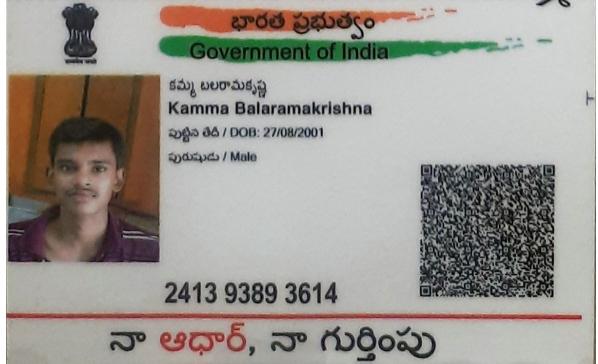 భారత ప్రభుత్వం
Government of India
కమ్మ బలరామకృష్ణ
Kamma Balaramakrishna
పుట్టిన తేదీ / DOB: 27/08/2001
పురుషుడు / Male
2413 9389 3614
నా ఆధార్, నా గుర్తింపు